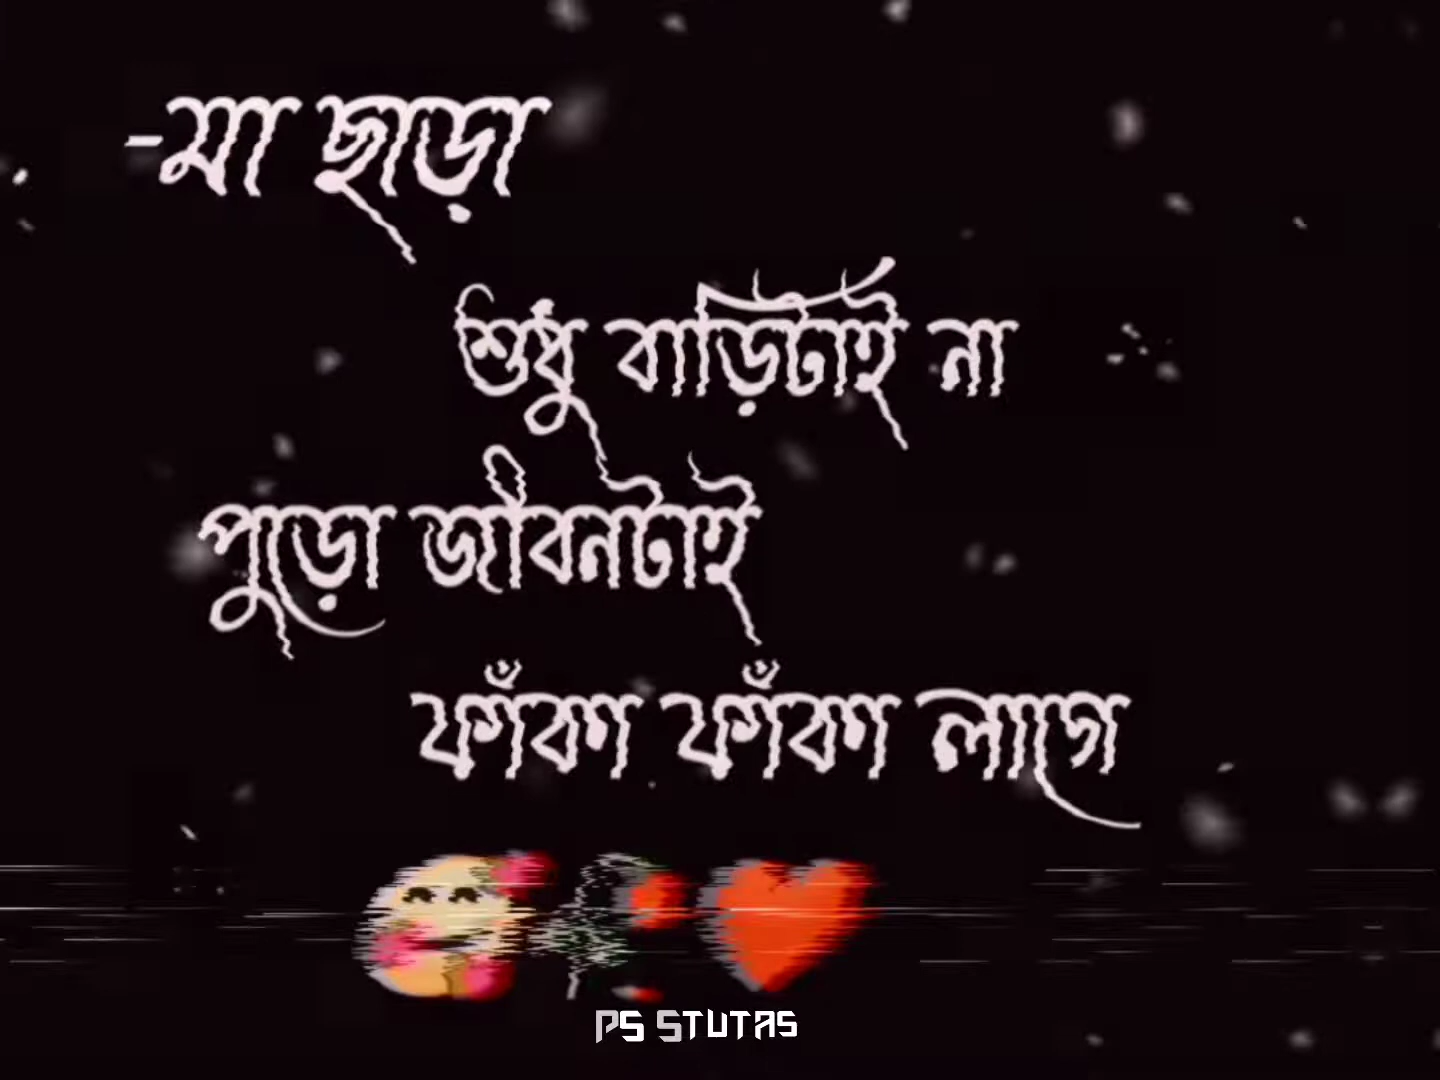 -মা ছাড়া
শুধু বাড়িটাই না
পুড়ো জীবনটাই
ফাঁকা ফাঁকা লাগে
PS STUTAS